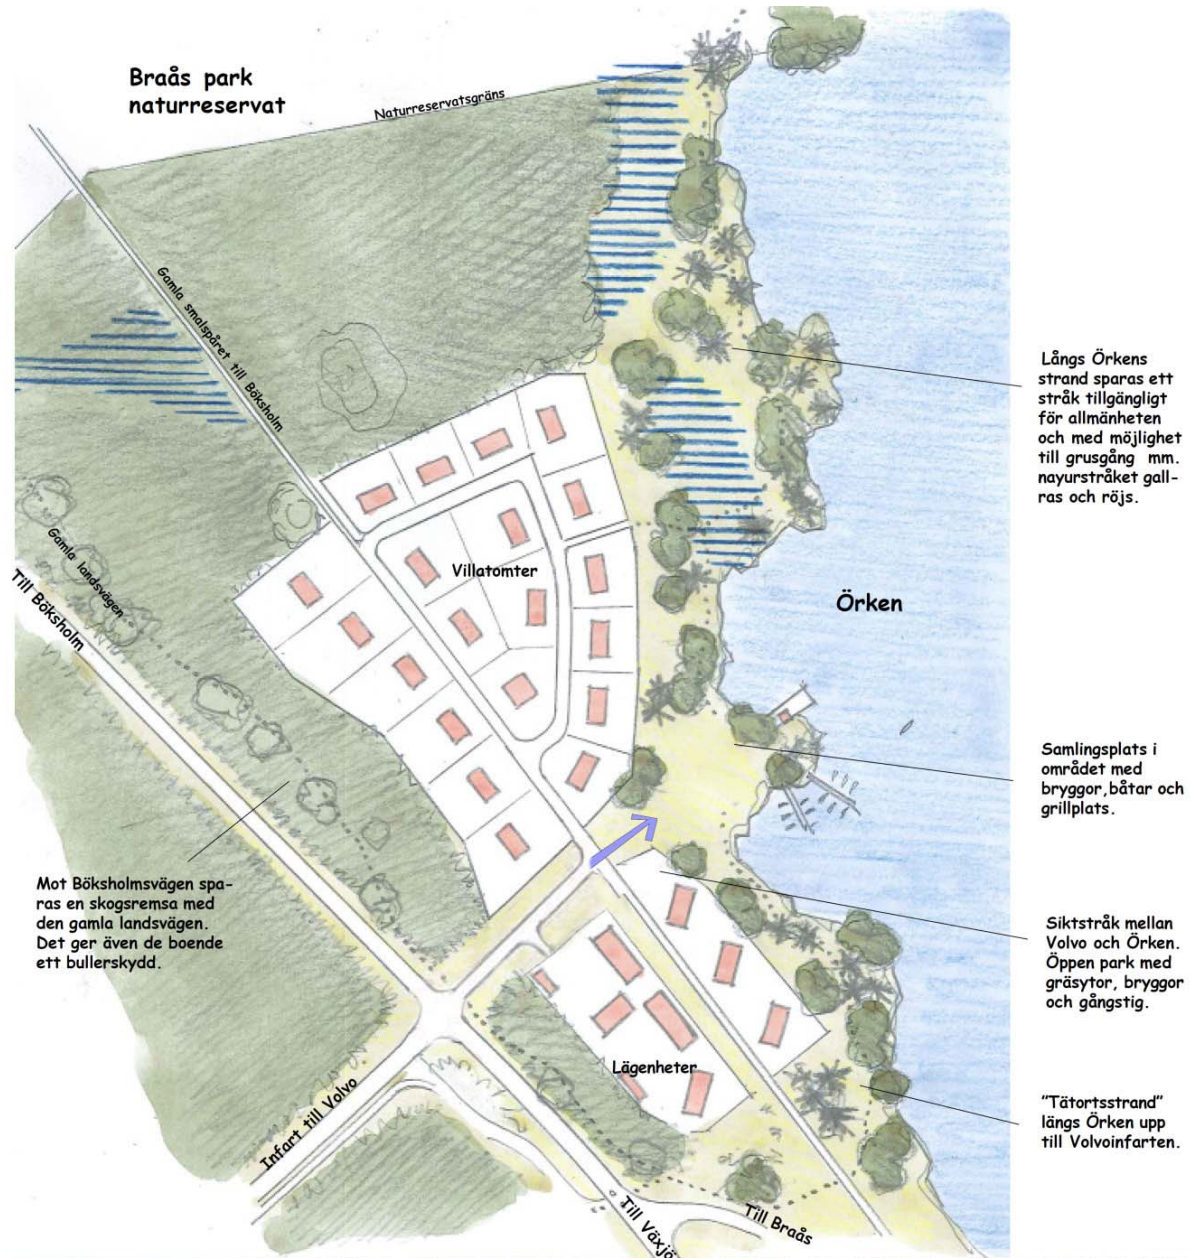 Braås park
naturreservat
Naturreservatsgräns
Gamla smalspåret till Böksholm
Långs Örkens
strand sparas ett
stråk tillgängligt
för allmänheten
och med möjlighet
till grusgång mm.
nayurstråket gall-
ras och röjs.
Gamla landsvägen
Till Böksholm
Villatomter
Örken
Samlingsplats i
området med
bryggor,båtar och
grillplats.
Mot Böksholmsvägen spa-
ras en skogsremsa med
den gamla landsvägen.
Det ger även de boende
ett bullerskydd.
Siktstråk mellan
Volvo och Örken.
Öppen park med
gräsytor, bryggor
och gångstig.
Lägenheter
Infart till Volvo
"Tätortsstrand"
längs Örken upp
till Volvoinfarten.
Till Växjö
Till Braås